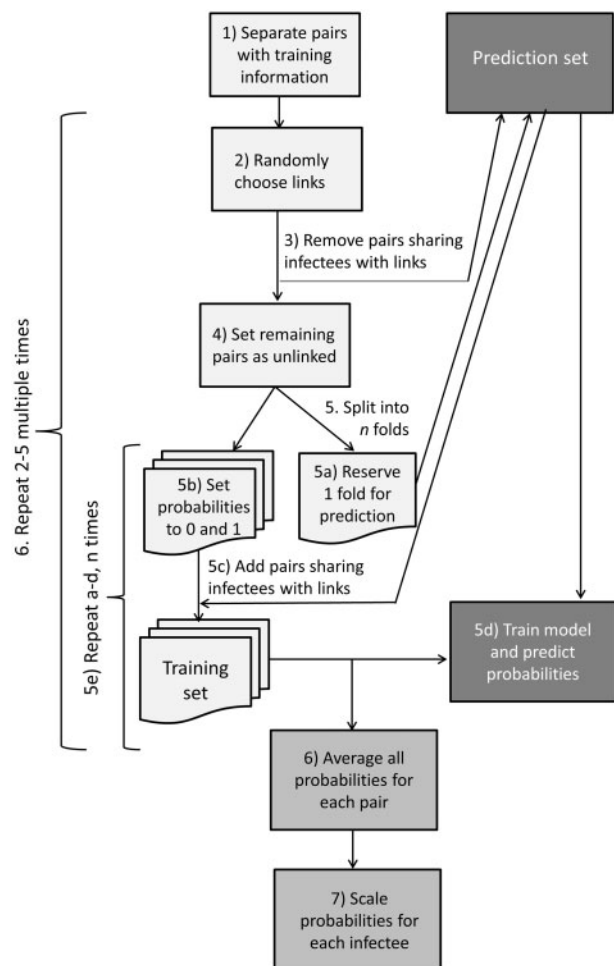 1) Separate pairs
with training
information
Prediction set
2) Randomly
choose links
3) Remove pairs sharing
infectees with links
4) Set remaining
pairs as unlinked
5. Split into
n folds
5b) Set
probabilities
to 0 and 1
5a) Reserve
1 fold for
prediction
5c) Add pairs sharing
infectees with links
Training
set
5d) Train model
and predict
probabilities
5e) Repeat a-d, n times
6. Repeat 2-5 multiple times
6) Average all
probabilities for
each pair
7) Scale
probabilities for
each infectee